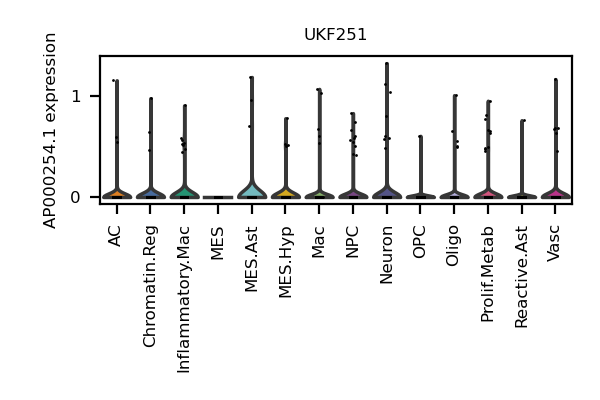 UKF251
AP000254.1 expression
1
0
AC
Chromatin.Reg
Inflammatory.Mac
MES
MES.Ast
MES.Hyp
Mac
NPC
Neuron
OPC
Oligo
Prolif.Metab
Reactive.Ast
Vasc